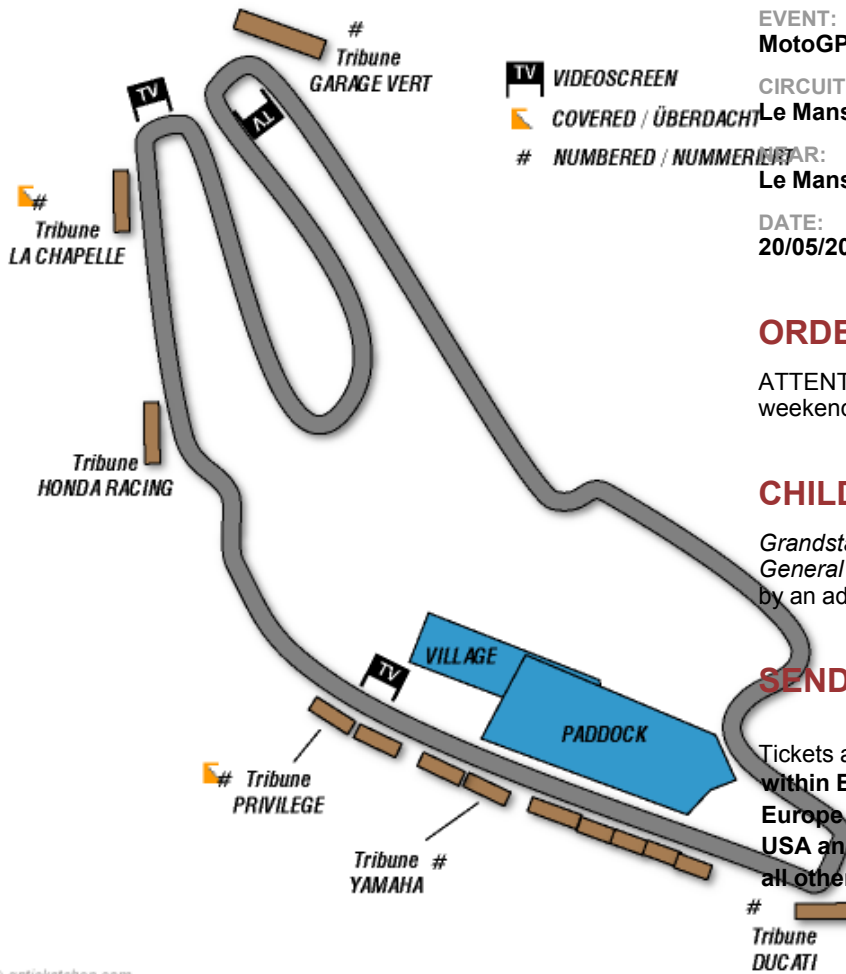 #
Tribune
GARAGE VERT
TV
TV
TV VIDEOSCREEN
COVERED / ÜBERDACHT
# NUMBERED / NUMMERIERT
EVENT:
MotoGP
CIRCUIT
Le Mans
NEAR:
Le Mans
DATE:
20/05/20
#
Tribune
LA CHAPELLE
ORDE
ATTENT
weekend
Tribune
HONDA RACING
CHILD
Grandsta
General
by an ad
VILLAGE
TV
PADDOCK
SEND
# Tribune
PRIVILEGE
Tribune #
YAMAHA
Tickets a
within E
Europe
USA an
all other
#
Tribune
DUCATI